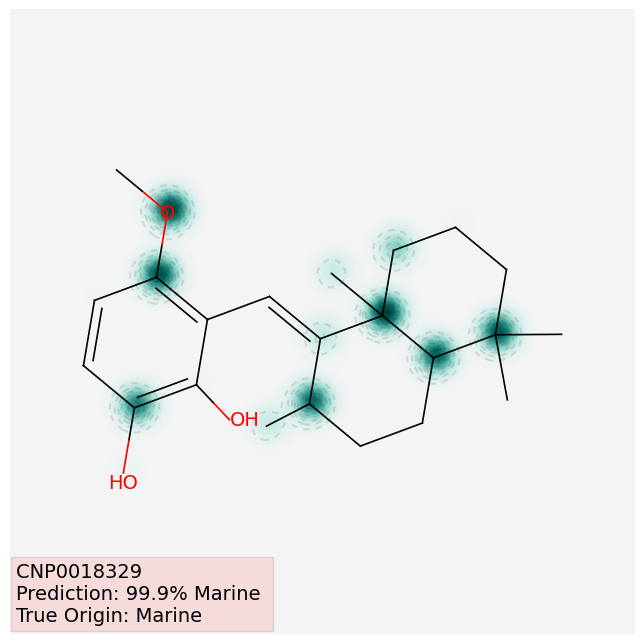 O
OH
HO
CNP0018329
Prediction: 99.9% Marine
True Origin: Marine